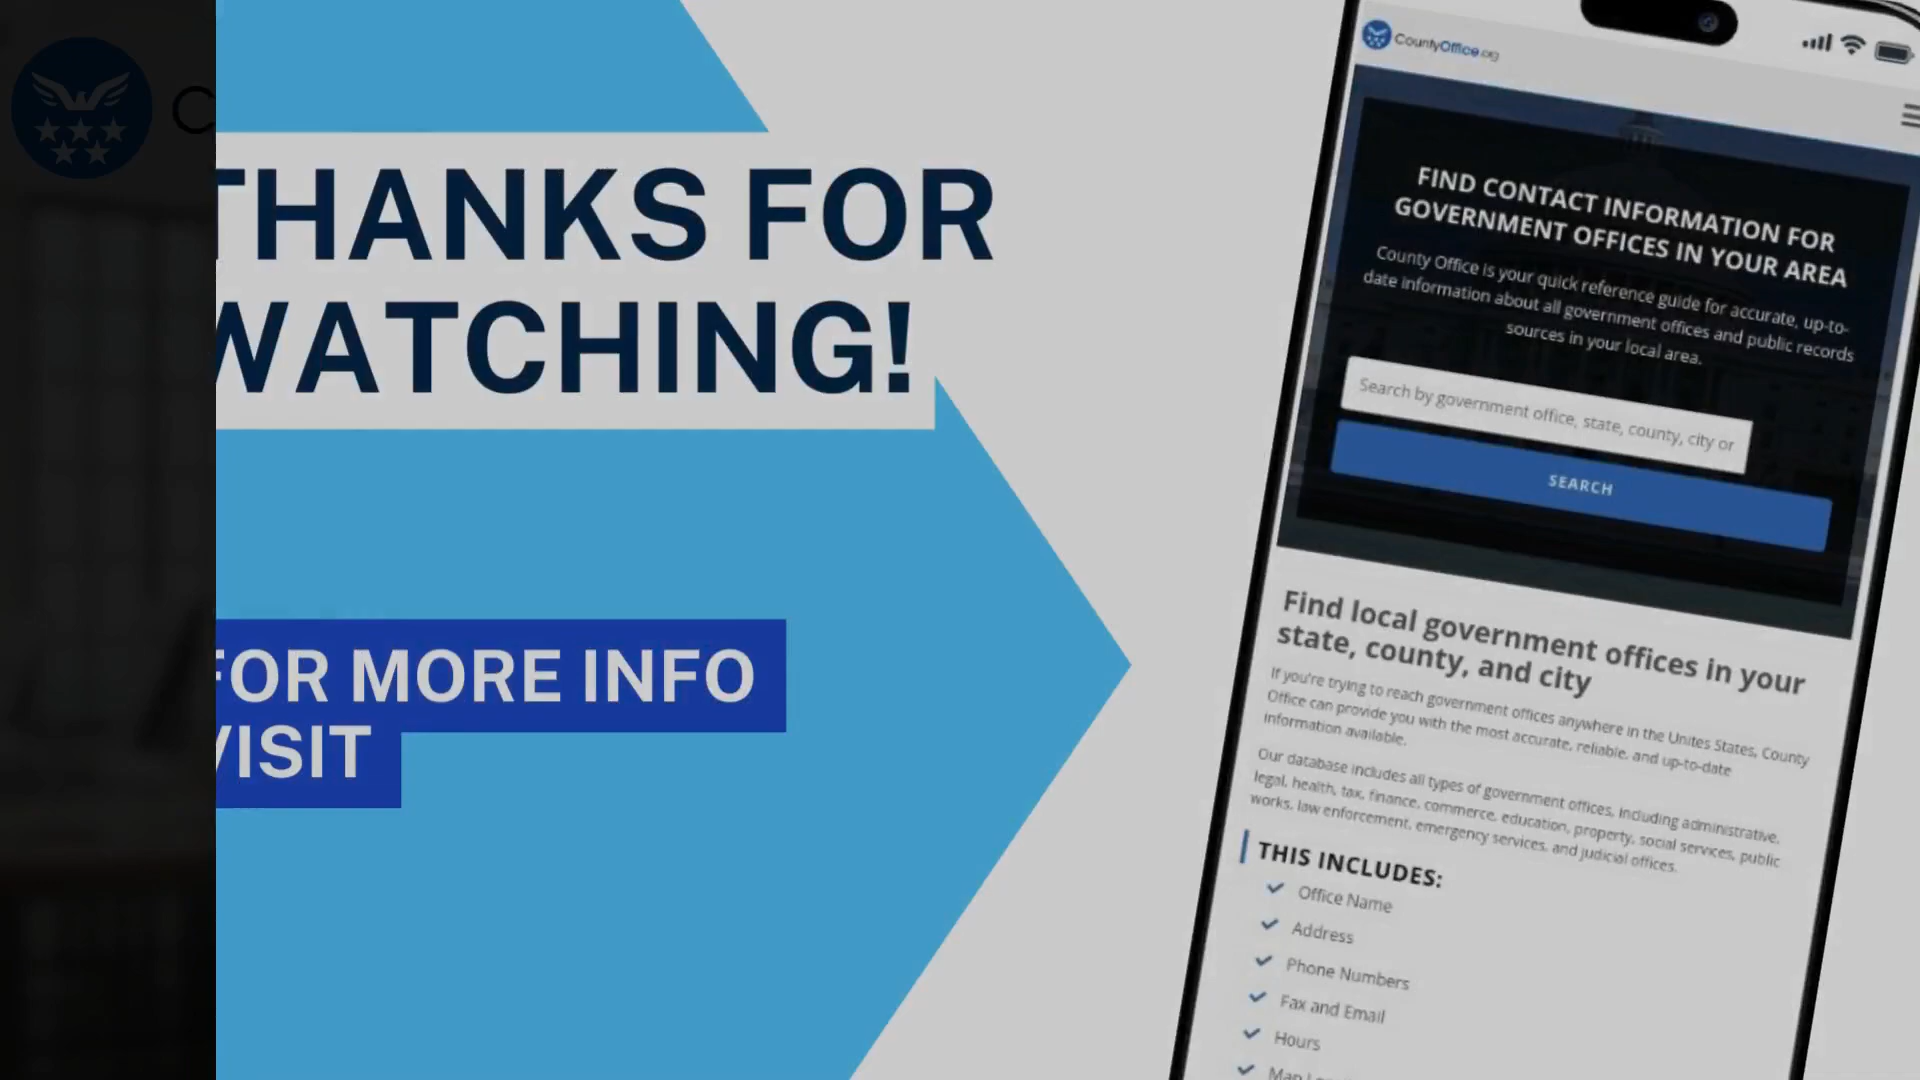 C
THANKS FOR
WATCHING!
FOR MORE INFO
VISIT
CountyOffice.org
FIND CONTACT INFORMATION FOR
GOVERNMENT OFFICES IN YOUR AREA
County Office is your quick reference guide for accurate, up-to-
date information about all government offices and public records
sources in your local area.
Search by government office, state, county, city or
SEARCH
Find local government offices in your
state, county, and city
If you're trying to reach government offices anywhere in the Unites States, County
Office can provide you with the most accurate, reliable, and up-to-date
information available.
Our database includes all types of government offices, including administrative,
legal, health, tax, finance, commerce, education, property, social services, public
works, law enforcement, emergency services, and judicial offices.
THIS INCLUDES:
Office Name
Address
Phone Numbers
Fax and Email
Hours
Map